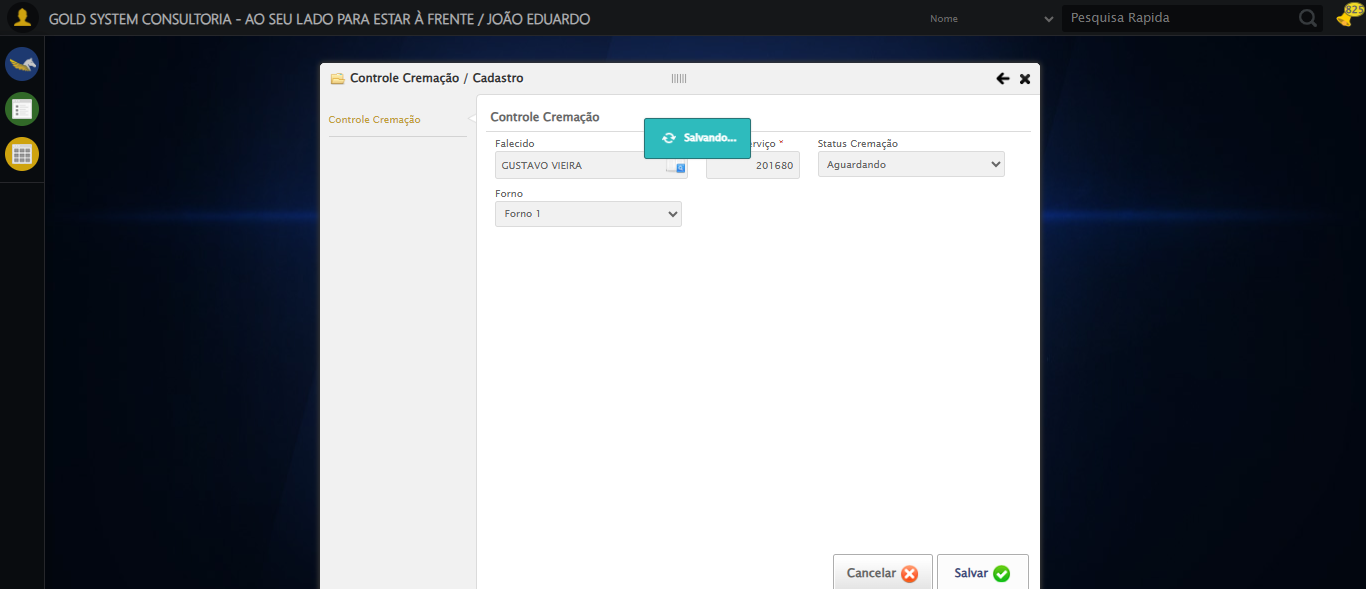 GOLD SYSTEM CONSULTORIA - AO SEU LADO PARA ESTAR À FRENTE / JOÃO EDUARDO
Nome
Pesquisa Rapida
825
Controle Cremação / Cadastro
Controle Cremação
Controle Cremação
Salvando...
Falecido
erviço *
Status Cremação
GUSTAVO VIEIRA
201680
Aguardando
Forno
Forno 1
Cancelar
Salvar